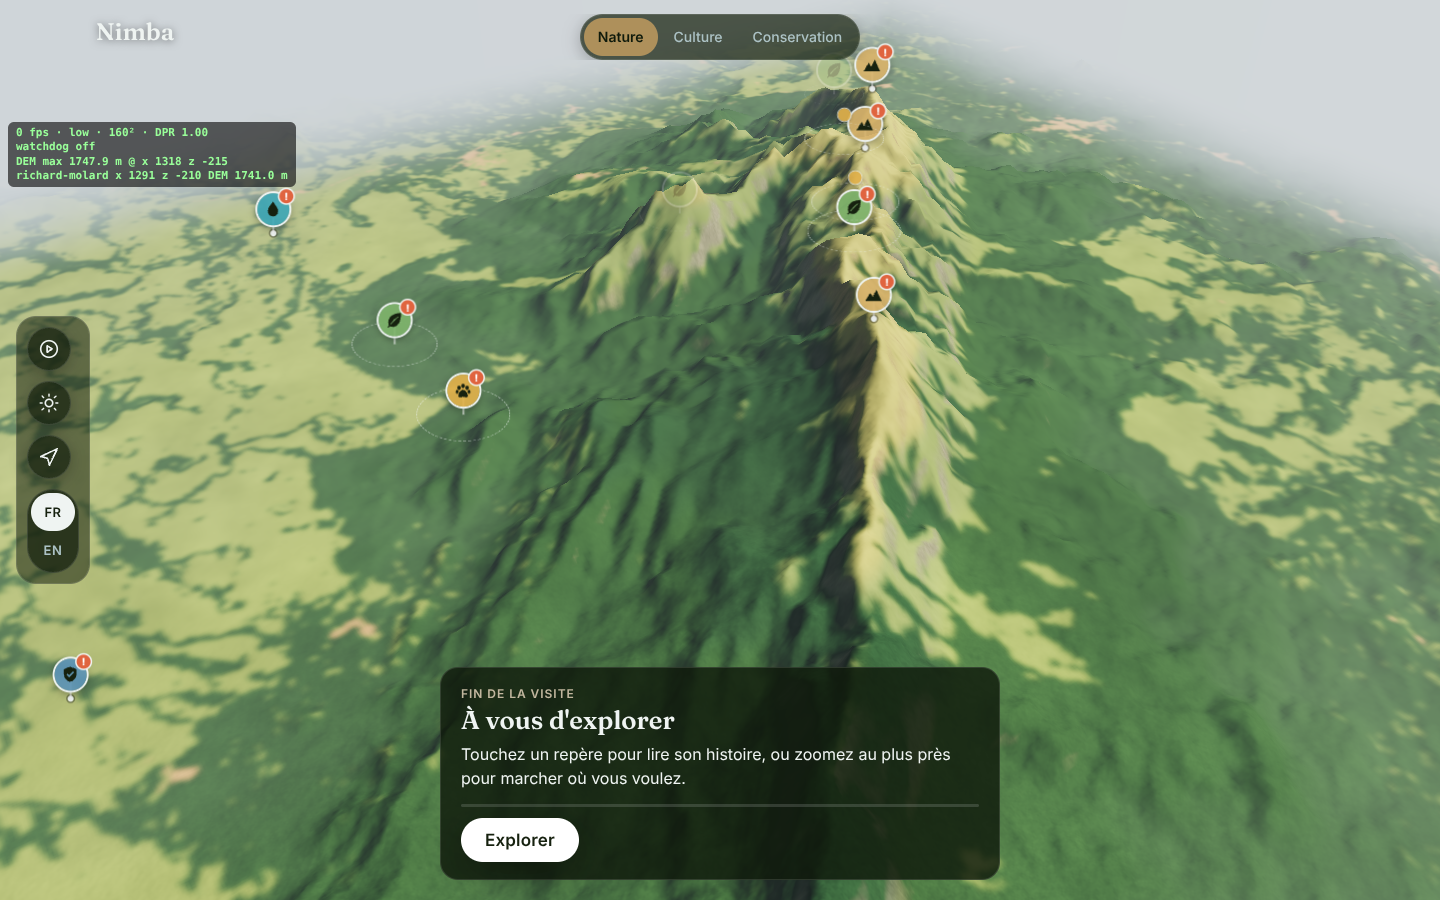 Nimba
Nature
Culture
Conservation
0 fps · low · 160² · DPR 1.00
watchdog off
DEM max 1747.9 m @ x 1318 z -215
richard-molard x 1291 z -210 DEM 1741.0 m
!
!
!
!
!
!
!
!
FR
EN
FIN DE LA VISITE
À vous d'explorer
Touchez un repère pour lire son histoire, ou zoomez au plus près
pour marcher où vous voulez.
Explorer